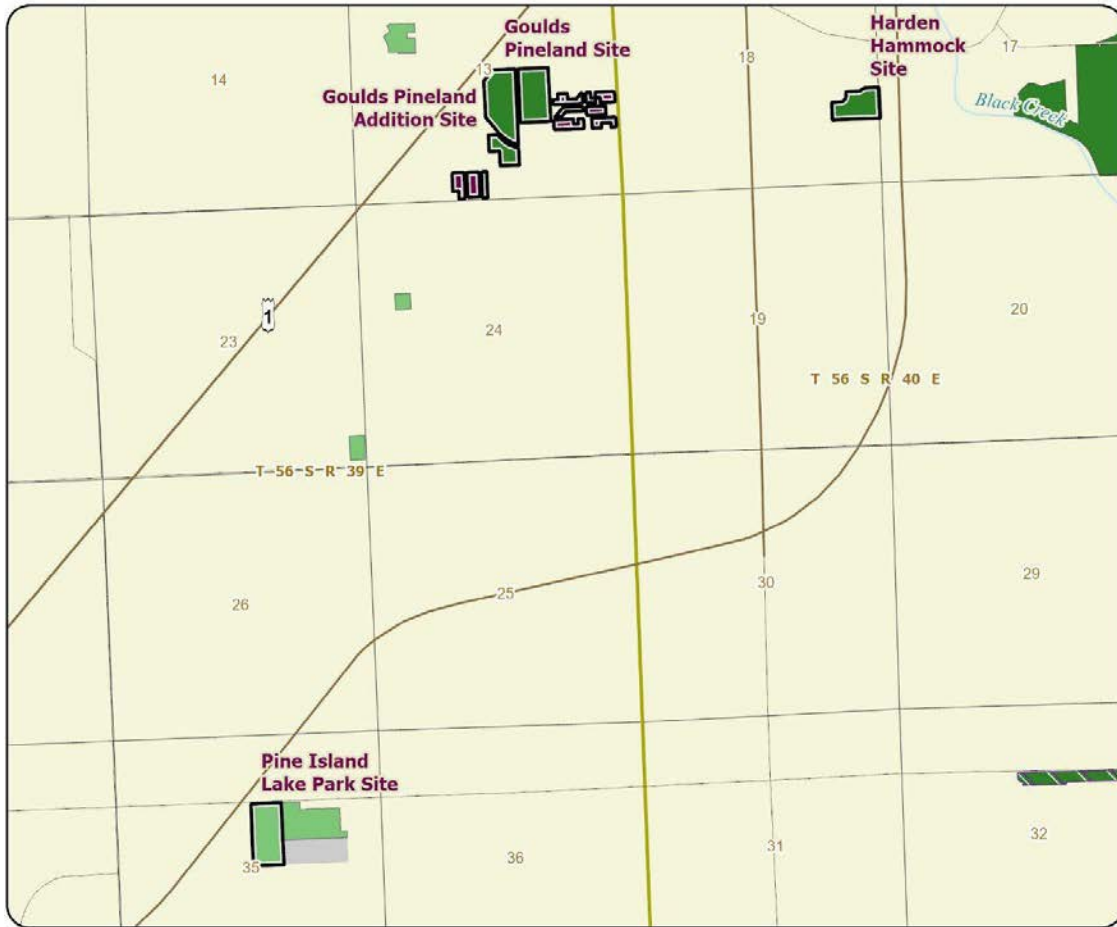 Goulds
Pineland Site
Harden
Hammock
Site
17
18
13
14
Goulds Pineland
Addition Site
Black Creek
1
23
24
19
20
T 56 S R 40 E
T 56 S R 39 E
26
25
30
29
Pine Island
Lake Park Site
35
36
31
32